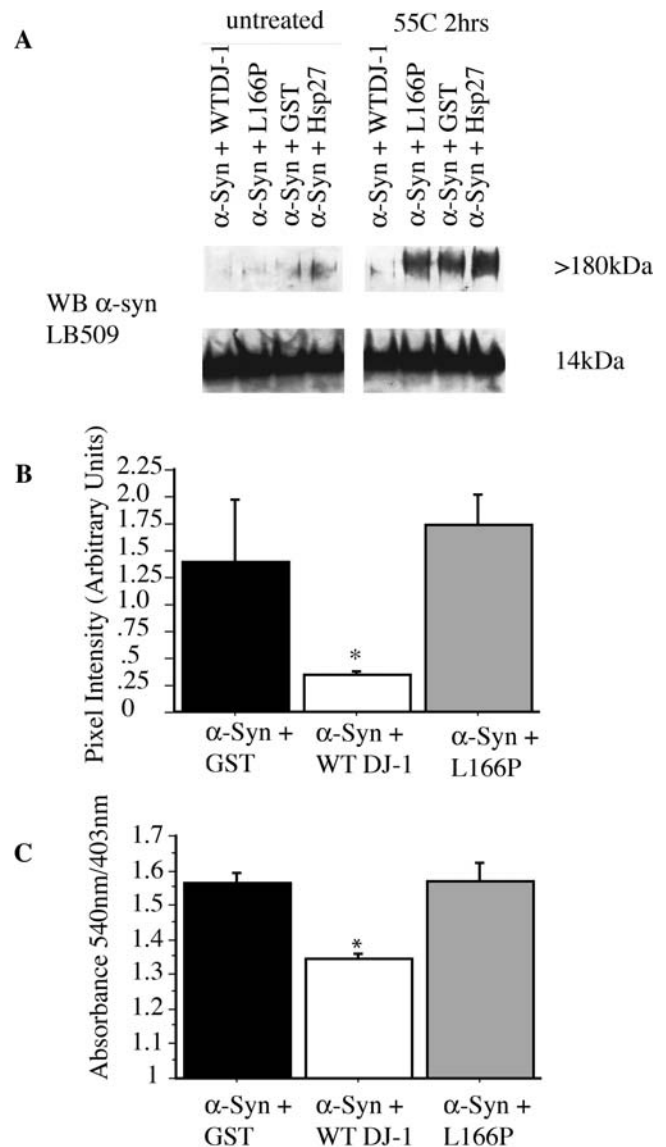 A
untreated
55C 2hrs
α-Syn + WTDJ-1
α-Syn + L166P
α-Syn + GST
α-Syn + Hsp27
α-Syn + WTDJ-1
α-Syn + L166P
α-Syn + GST
α-Syn + Hsp27
WB α-syn
LB509
>180kDa
14kDa
B
Pixel Intensity (Arbitrary Units)
2.25
2.0
1.75
1.5
1.25
1.0
.75
.5
.25
0
*
α-Syn +
GST
α-Syn +
WT DJ-1
α-Syn +
L166P
C
Absorbance 540nm/403nm
1.7
1.6
1.5
1.4
1.3
1.2
1.1
1
*
α-Syn +
GST
α-Syn +
WT DJ-1
α-Syn +
L166P